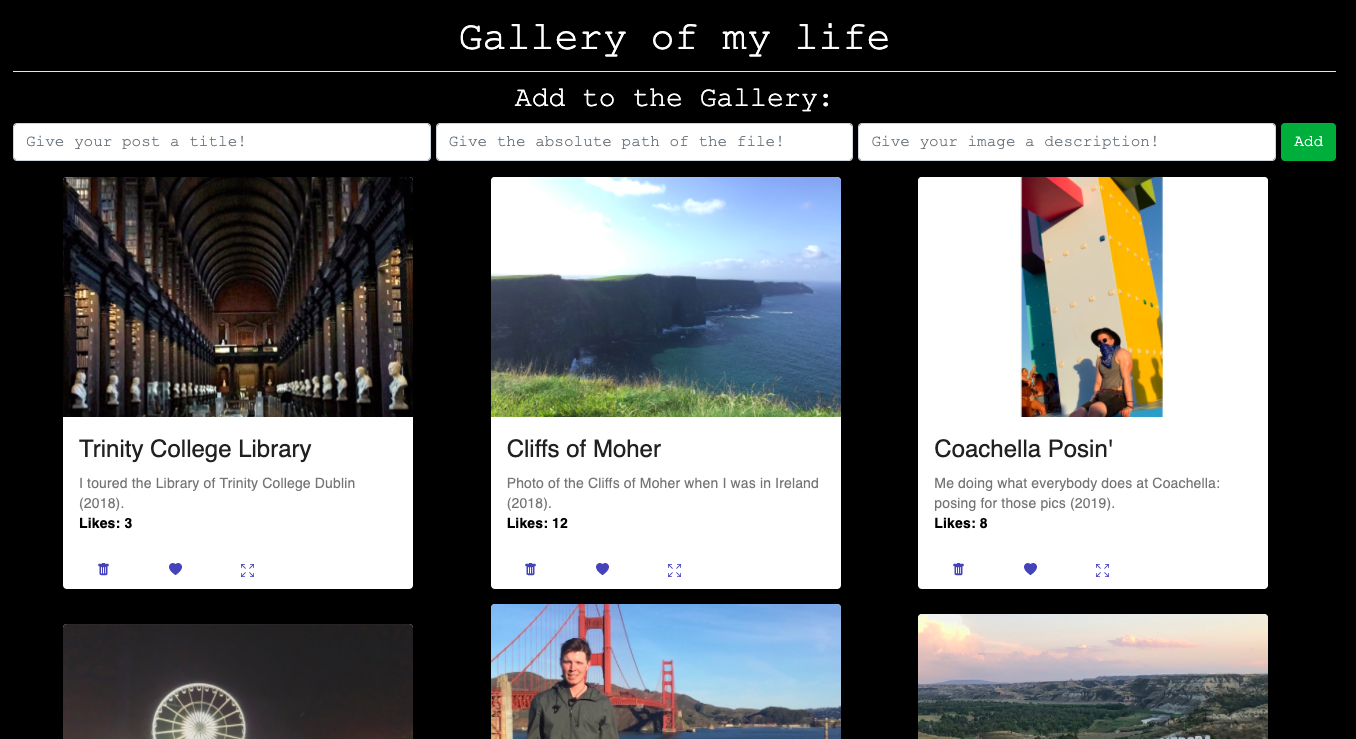 Gallery of my life
Add to the Gallery:
Give your post a title!
Give the absolute path of the file!
Give your image a description!
Add
Trinity College Library
I toured the Library of Trinity College Dublin
(2018).
Likes: 3
Cliffs of Moher
Photo of the Cliffs of Moher when I was in Ireland
(2018).
Likes: 12
Coachella Posin'
Me doing what everybody does at Coachella:
posing for those pics (2019).
Likes: 8